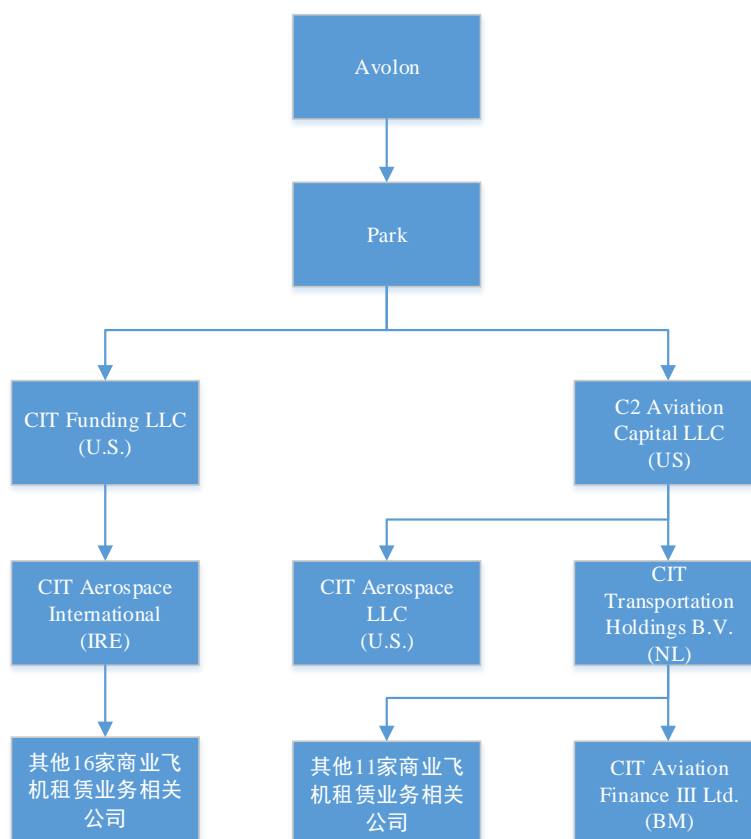 Avolon
Park
CIT Funding LLC
(U.S.)
C2 Aviation
Capital LLC
(US)
CIT Aerospace
International
(IRE)
CIT Aerospace
LLC
(U.S.)
CIT
Transportation
Holdings B.V.
(NL)
其他16家商业飞
机租赁业务相关
公司
其他11家商业飞
机租赁业务相关
公司
CIT Aviation
Finance III Ltd.
(BM)